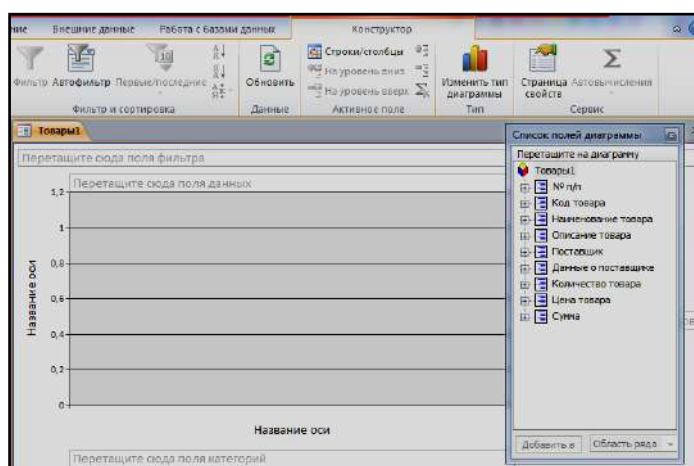 ние Внешние данные Работа с базами данных Конструктор
Фильтр Автофильтр Первые/последние
Обновить
Строки/столбцы
На уровень вниз
На уровень вверх
Изменить тип диаграммы
Страница свойств
Автовычисления
Фильтр и сортировка Данные Активное поле Тип Сервис
Товары1
Перетащите сюда поля фильтра
Перетащите сюда поля данных
1,2
1
0,8
0,6
0,4
0,2
0
Название оси
Название оси
Перетащите сюда поля категорий
Список полей диаграммы
Перетащите на диаграмму
Товары1
№ п/п
Код товара
Наименование товара
Описание товара
Поставщик
Данные о поставщике
Количество товара
Цена товара
Сумма
Добавить в Область ряда